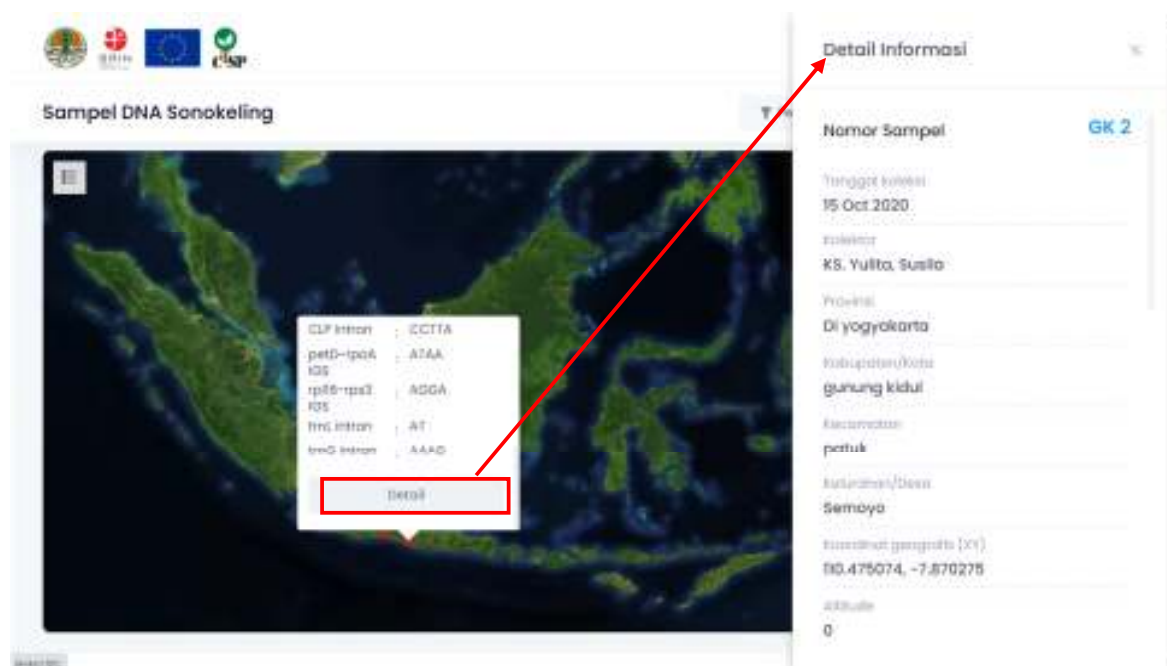 Detail Informasi
Sampel DNA Sonokeling
Nomor Sampel
GK 2
Tanggal koleksi
15 Oct 2020
Kolektor
KS. Yulita, Susilo
Provinsi
Di yogyakarta
Kabupaten/Kota
gunung kidul
Kecamatan
patuk
Kelurahan/Desa
Semoyo
Koordinat geografis (XY)
110.475074, -7.870275
Altitude
0
CLP Intron : CCTTA
petD-rpoA : ATAA
IGS
rpl16-rps3 : AGGA
IGS
trnL intron : AT
trnG intron : AAAG
Detail